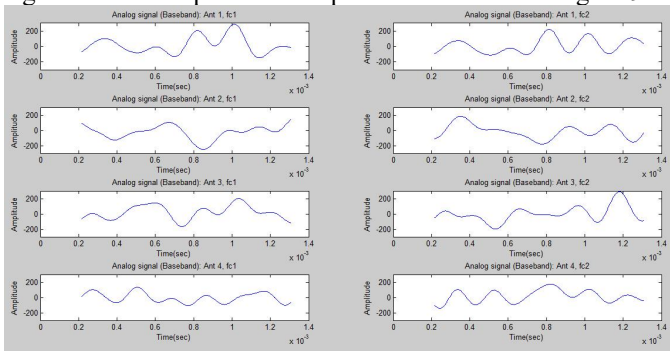 Analog signal (Baseband): Ant 1, fc1
Amplitude
200
0
-200
0 0.2 0.4 0.6 0.8 1 1.2 1.4
Time(sec)
x 10⁻³
Analog signal (Baseband): Ant 1, fc2
Amplitude
200
0
-200
0 0.2 0.4 0.6 0.8 1 1.2 1.4
Time(sec)
x 10⁻³
Analog signal (Baseband): Ant 2, fc1
Amplitude
200
0
-200
0 0.2 0.4 0.6 0.8 1 1.2 1.4
Time(sec)
x 10⁻³
Analog signal (Baseband): Ant 2, fc2
Amplitude
200
0
-200
0 0.2 0.4 0.6 0.8 1 1.2 1.4
Time(sec)
x 10⁻³
Analog signal (Baseband): Ant 3, fc1
Amplitude
200
0
-200
0 0.2 0.4 0.6 0.8 1 1.2 1.4
Time(sec)
x 10⁻³
Analog signal (Baseband): Ant 3, fc2
Amplitude
200
0
-200
0 0.2 0.4 0.6 0.8 1 1.2 1.4
Time(sec)
x 10⁻³
Analog signal (Baseband): Ant 4, fc1
Amplitude
200
0
-200
0 0.2 0.4 0.6 0.8 1 1.2 1.4
Time(sec)
x 10⁻³
Analog signal (Baseband): Ant 4, fc2
Amplitude
200
0
-200
0 0.2 0.4 0.6 0.8 1 1.2 1.4
Time(sec)
x 10⁻³